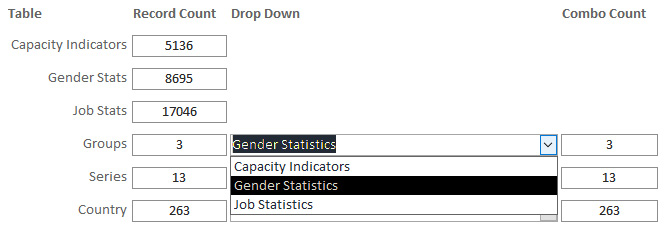 Table Record Count Drop Down Combo Count
Capacity Indicators 5136
Gender Stats 8695
Job Stats 17046
Groups 3 Gender Statistics 3
Capacity Indicators
Series 13 Gender Statistics 13
Job Statistics
Country 263 263